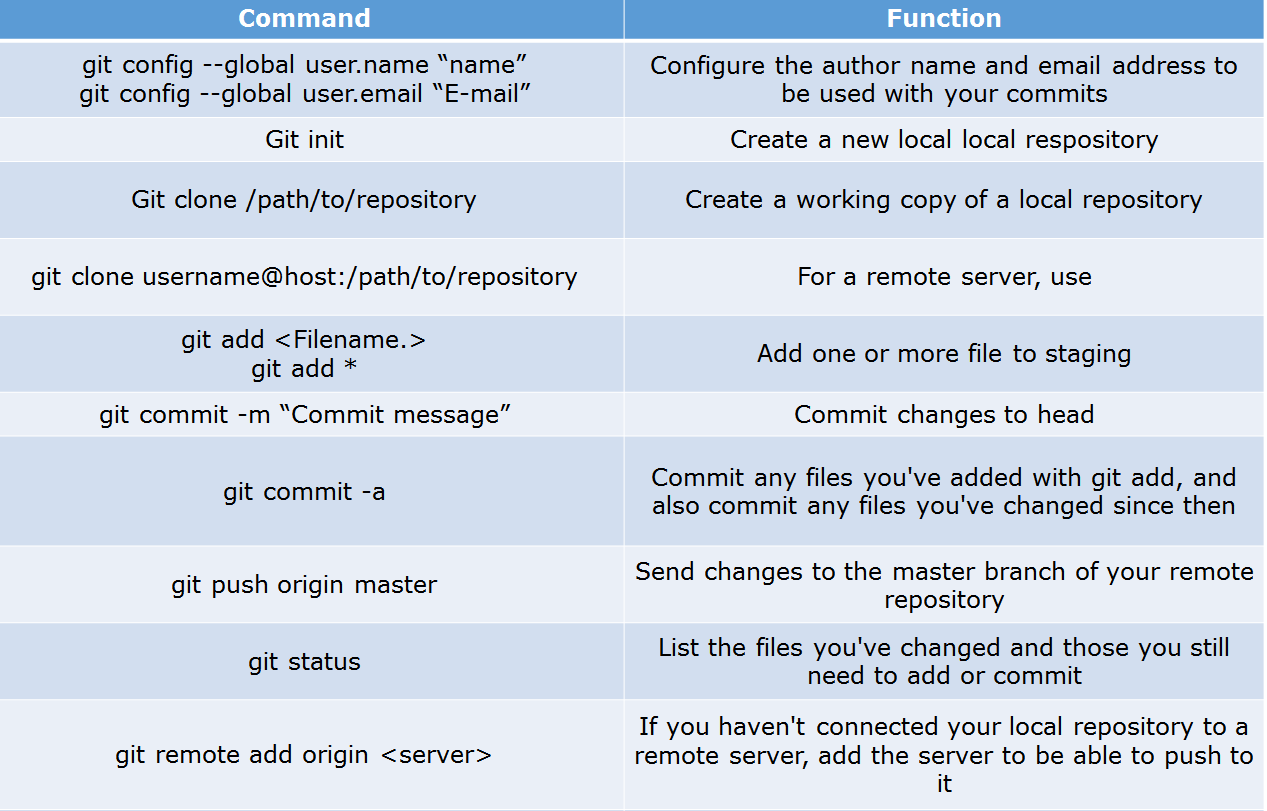 Command Function
git config --global user.name “name”
git config --global user.email “E-mail”
Configure the author name and email address to
be used with your commits
Git init
Create a new local local respository
Git clone /path/to/repository
Create a working copy of a local repository
git clone username@host:/path/to/repository
For a remote server, use
git add <Filename.>
git add *
Add one or more file to staging
git commit -m “Commit message”
Commit changes to head
git commit -a
Commit any files you've added with git add, and
also commit any files you've changed since then
git push origin master
Send changes to the master branch of your remote
repository
git status
List the files you've changed and those you still
need to add or commit
git remote add origin <server>
If you haven't connected your local repository to a
remote server, add the server to be able to push to
it